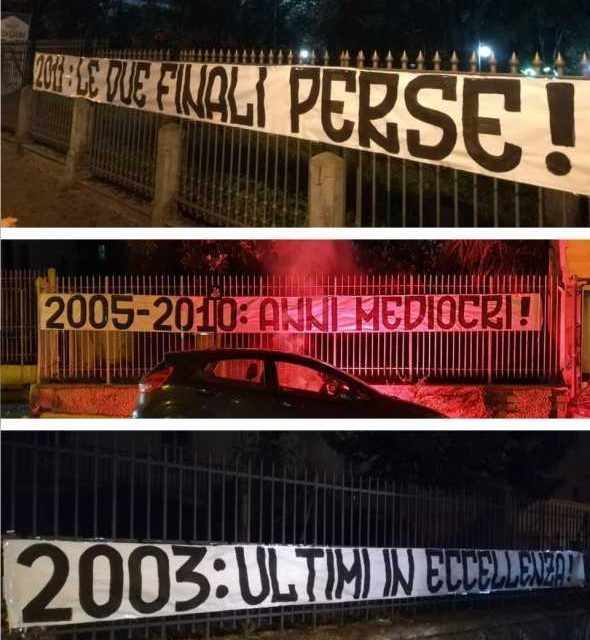 2011: LE DUE FINALI PERSE!
2005-2010: ANNI MEDIOCRI!
2003: ULTIMI IN ECCELLENZA!